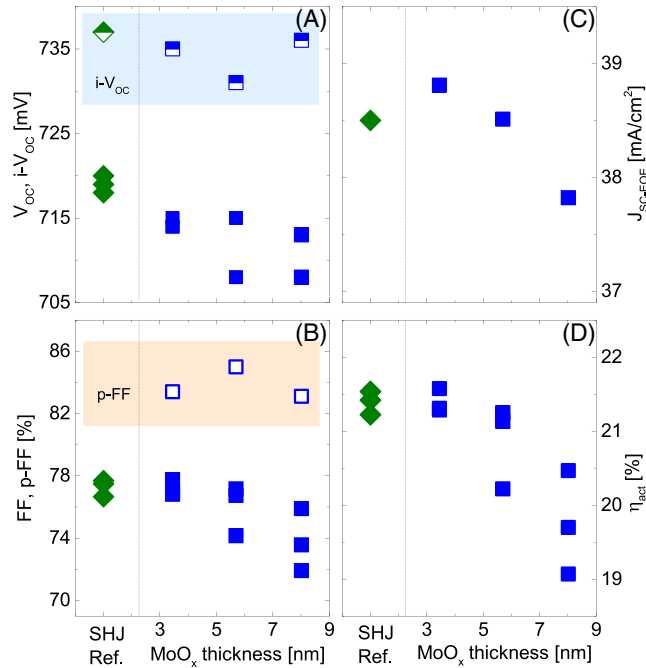 (A)
(C)
735
i-V_OC
725
715
705
V_OC, i-V_OC [mV]
39
38
37
J_SC-EQE [mA/cm²]
(B)
(D)
86
p-FF
82
78
74
70
FF, p-FF [%]
22
21
20
19
η_act [%]
SHJ
Ref.
3 5 7 9
MoO_x thickness [nm]
SHJ
Ref.
3 5 7 9
MoO_x thickness [nm]